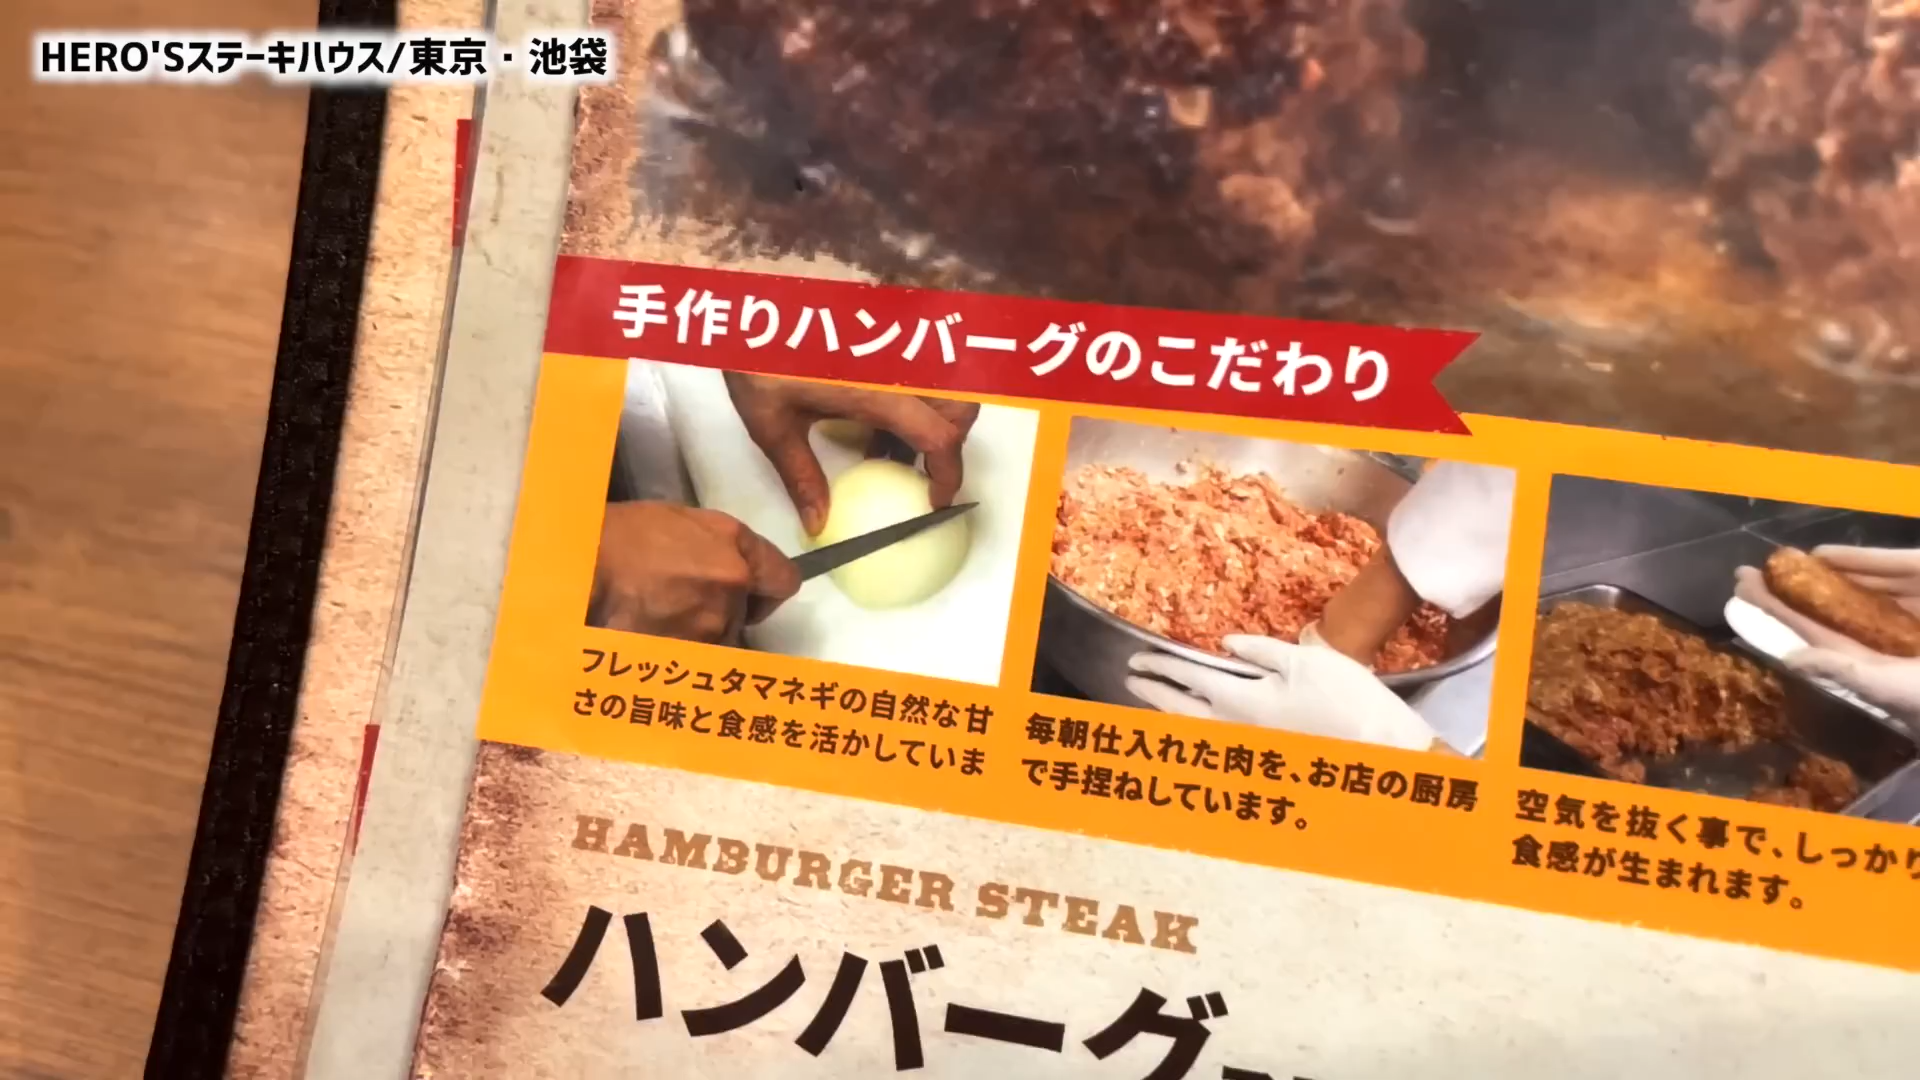 HERO'Sステーキハウス/東京・池袋
手作りハンバーグのこだわり
フレッシュタマネギの自然な甘
さの旨味と食感を活かしていま
毎朝仕入れた肉を、お店の厨房
で手捏ねしています。
空気を抜く事で、しっかり
食感が生まれます。
HAMBURGER STEAK
ハンバーグ